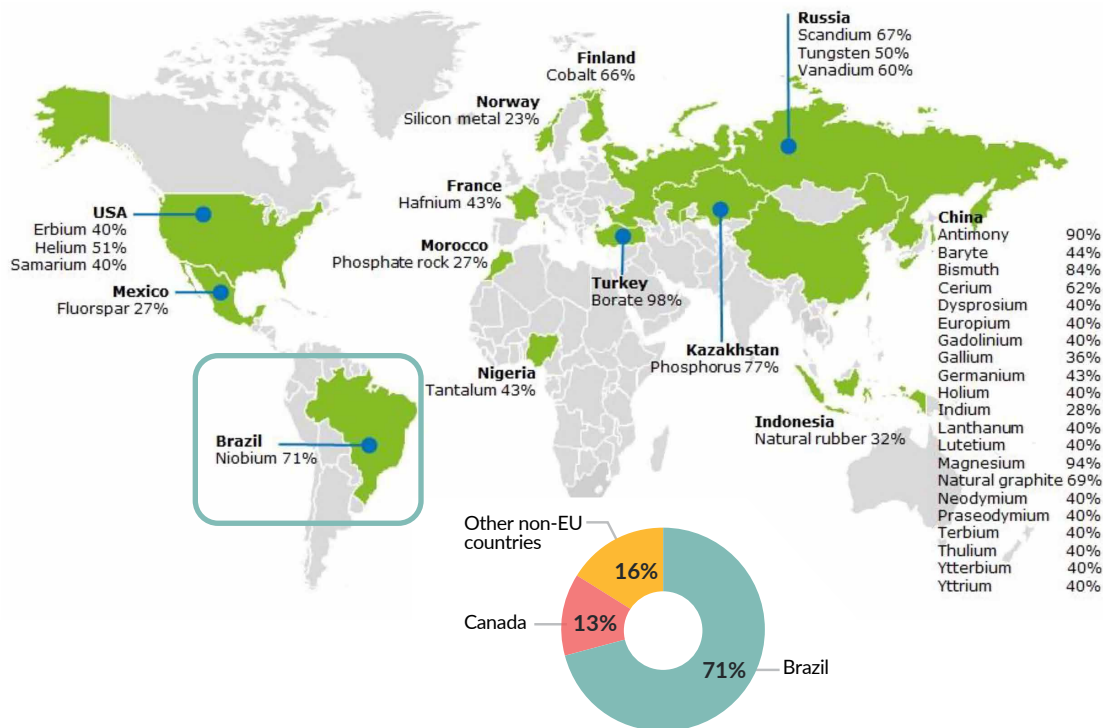 Russia
Scandium 67%
Tungsten 50%
Vanadium 60%
Finland
Cobalt 66%
Norway
Silicon metal 23%
France
Hafnium 43%
USA
Erbium 40%
Helium 51%
Samarium 40%
Morocco
Phosphate rock 27%
Mexico
Fluorspar 27%
Turkey
Borate 98%
Kazakhstan
Phosphorus 77%
Nigeria
Tantalum 43%
Brazil
Niobium 71%
Indonesia
Natural rubber 32%
China
Antimony 90%
Baryte 44%
Bismuth 84%
Cerium 62%
Dysprosium 40%
Europium 40%
Gadolinium 40%
Gallium 36%
Germanium 43%
Holium 40%
Indium 28%
Lanthanum 40%
Lutetium 40%
Magnesium 94%
Natural graphite 69%
Neodymium 40%
Praseodymium 40%
Terbium 40%
Thulium 40%
Ytterbium 40%
Yttrium 40%
Other non-EU
countries
16%
Canada
13%
71%
Brazil